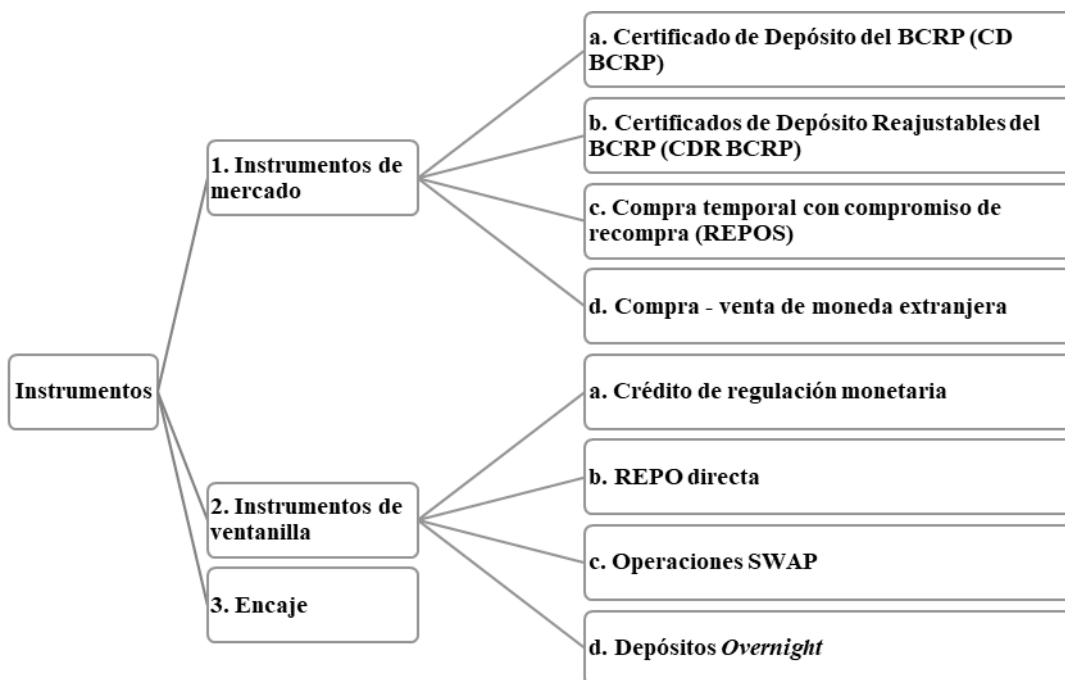 Instrumentos
1. Instrumentos de
mercado
a. Certificado de Depósito del BCRP (CD
BCRP)
b. Certificados de Depósito Reajustables del
BCRP (CDR BCRP)
c. Compra temporal con compromiso de
recompra (REPOS)
d. Compra - venta de moneda extranjera
2. Instrumentos de
ventanilla
a. Crédito de regulación monetaria
b. REPO directa
c. Operaciones SWAP
d. Depósitos Overnight
3. Encaje